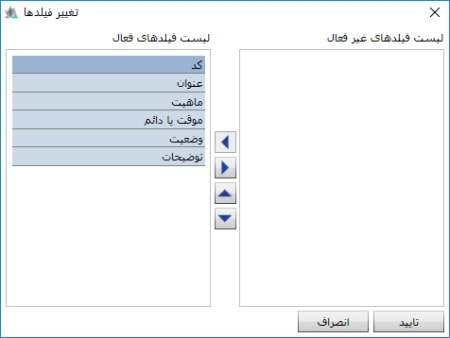 تغییر فیلدها
لیست فیلدهای غیر فعال
لیست فیلدهای فعال
کد
عنوان
ماهیت
موقت یا دائم
وضعیت
توضیحات
تایید
انصراف